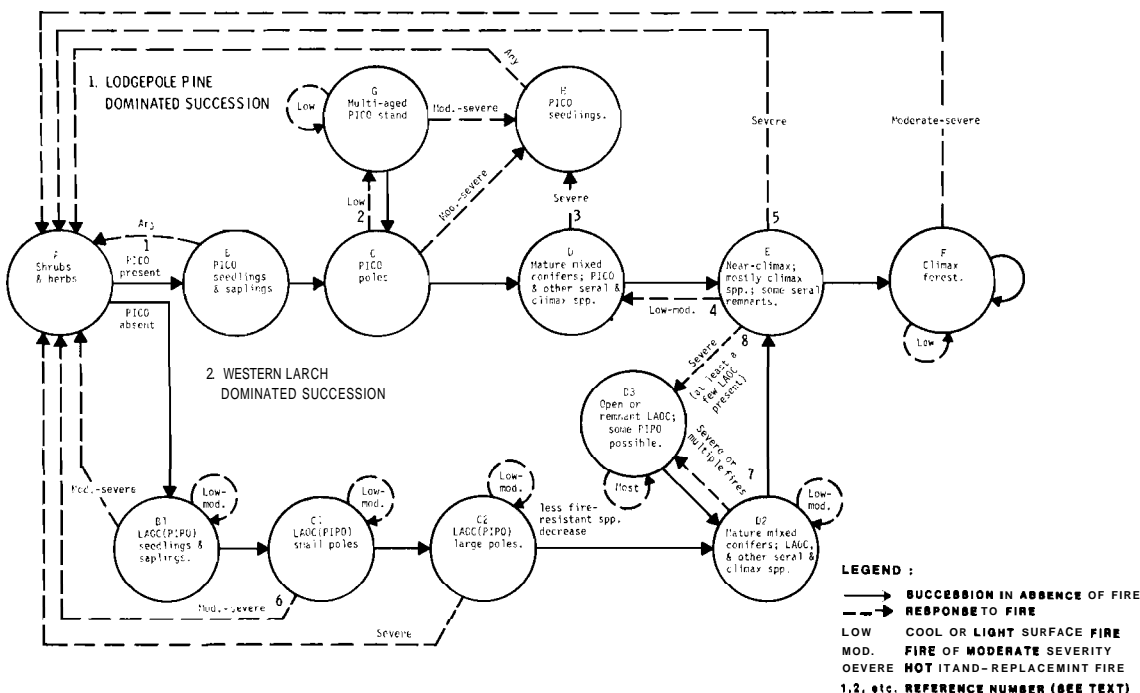 1. LODGEPOLE PINE
DOMINATED SUCCESSION
Any
G
Multi-aged
PICO stand
Low
Mod.-severe
H
PICO
seedlings.
Severe
Moderate-severe
Low
2
Mod.-severe
Severe
3
5
Any
1
PICO
present
Shrubs
& herbs
PICO
seedlings
& saplings
PICO
poles
D
Mature mixed
conifers; PICO
& other seral &
climax spp.
E
Near-climax;
mostly climax
spp.; some seral
remnants.
F
Climax
forest.
Low
PICO
absent
Low-mod.
4
8
Severe
(at least a
few LAOC
present)
2. WESTERN LARCH
DOMINATED SUCCESSION
D3
Open or
remnant LAOC;
some PIPO
possible.
Most
Severe or
multiple fires
7
Mod.-severe
Low-
mod.
Low-
mod.
Low-
mod.
Low-
mod.
less fire-
resistant spp.
decrease
B1
LAOC(PIPO)
seedlings &
saplings.
C1
LAOC(PIPO)
small poles
C2
LAOC(PIPO)
large poles.
D2
Mature mixed
conifers; LAOC,
& other seral &
climax spp.
Mod.-severe
6
Severe
LEGEND :
SUCCESSION IN ABSENCE OF FIRE
RESPONSE TO FIRE
LOW COOL OR LIGHT SURFACE FIRE
MOD. FIRE OF MODERATE SEVERITY
OEVERE HOT ITAND-REPLACEMENT FIRE
1,2, etc. REFERENCE NUMBER (SEE TEXT)